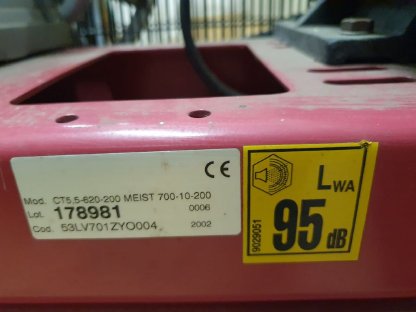 CE
Mod. CT5,5-620-200 MEIST 700-10-200
Lot. 178981 0006
Cod. 53LV701ZYO004 2002
LWA
95 dB
9029051